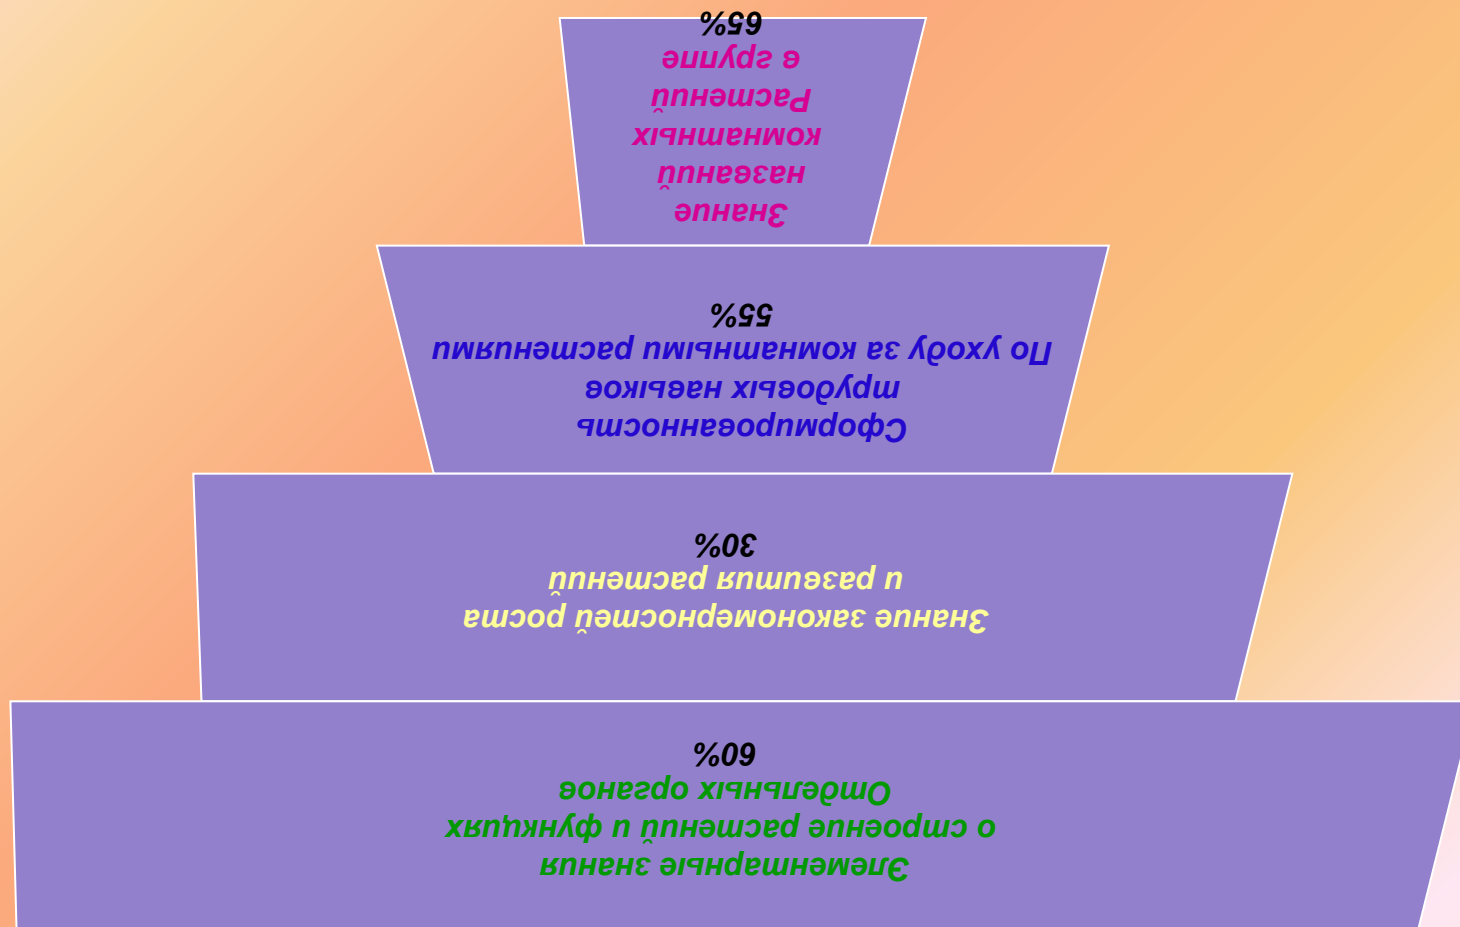 Элементарные знания
о строение растений и функциях
Отдельных органов
60%
Знание закономерностей роста
и развития растений
30%
Сформированность
трудовых навыков
По уходу за комнатными растениями
55%
Знание
названий
комнатных
Растений
в группе
65%